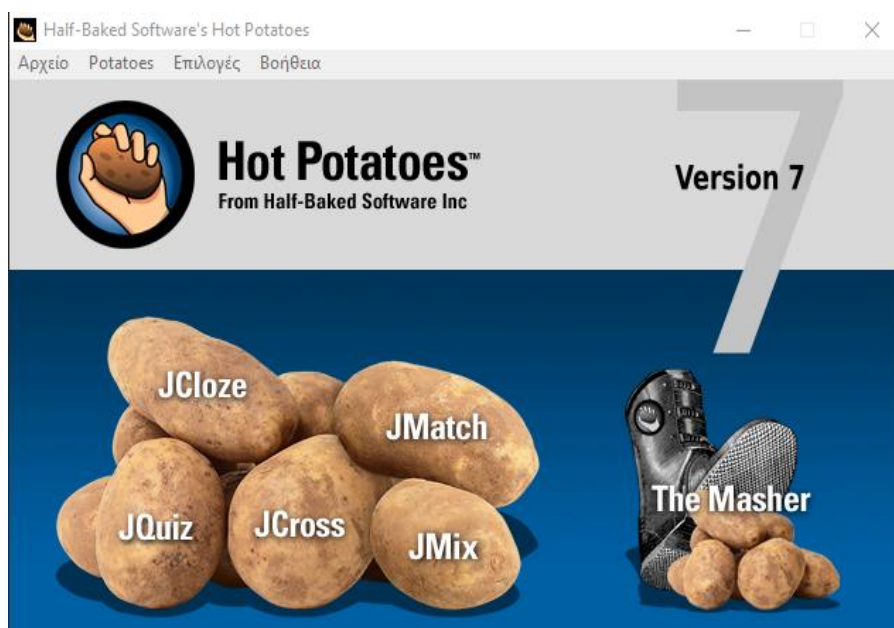 Half-Baked Software's Hot Potatoes
Αρχείο Potatoes Επιλογές Βοήθεια
Hot Potatoes™
From Half-Baked Software Inc
7
Version 7
JCloze
JMatch
JQuiz
JCross
JMix
The Masher